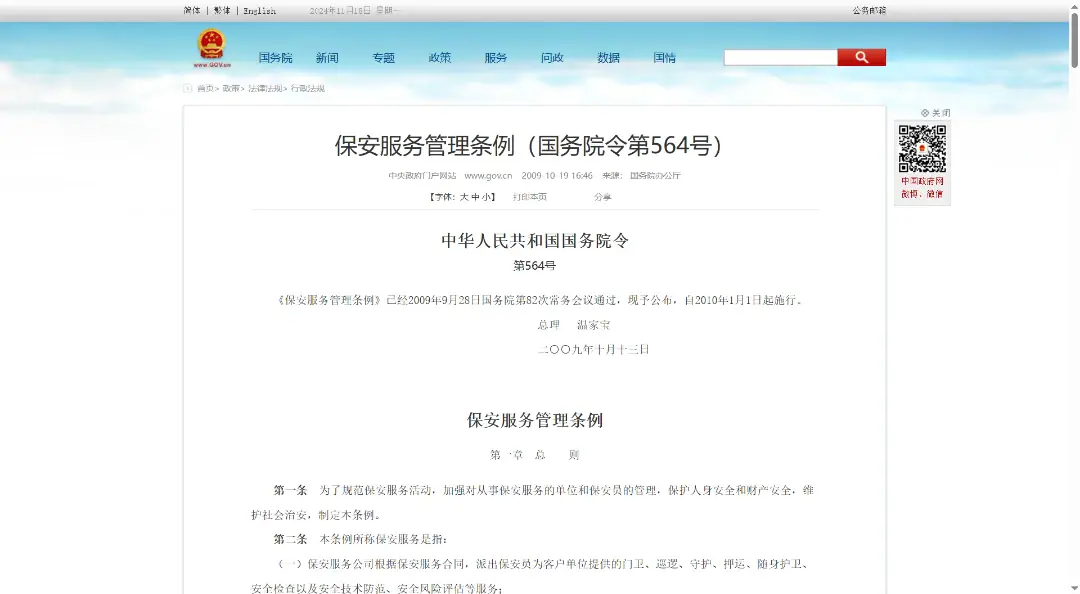 简体 | 繁体 | English 2024年11月18日 星期一 公务邮箱
www.GOV.cn
国务院 新闻 专题 政策 服务 问政 数据 国情
首页> 政策> 法律法规> 行政法规
关闭
保安服务管理条例（国务院令第564号）
中央政府门户网站 www.gov.cn 2009-10-19 16:46 来源： 国务院办公厅
【字体：大 中 小】 打印本页 分享
中国政府网
微博、微信
中华人民共和国国务院令
第564号
《保安服务管理条例》已经2009年9月28日国务院第82次常务会议通过，现予公布，自2010年1月1日起施行。
总理 温家宝
二〇〇九年十月十三日
保安服务管理条例
第一章 总 则
第一条 为了规范保安服务活动，加强对从事保安服务的单位和保安员的管理，保护人身安全和财产安全，维
护社会治安，制定本条例。
第二条 本条例所称保安服务是指：
（一）保安服务公司根据保安服务合同，派出保安员为客户单位提供的门卫、巡逻、守护、押运、随身护卫、
安全检查以及安全技术防范、安全风险评估等服务；